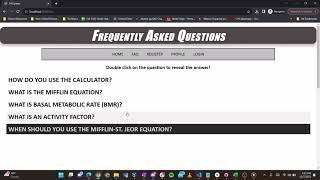 FREQUENTLY ASKED QUESTIONS
HOME FAQ REGISTER PROFILE LOGIN
Double click on the question to reveal the answer!
HOW DO YOU USE THE CALCULATOR?
WHAT IS THE MIFFLIN EQUATION?
WHAT IS BASAL METABOLIC RATE (BMR)?
WHAT IS AN ACTIVITY FACTOR?
WHEN SHOULD YOU USE THE MIFFLIN-ST. JEOR EQUATION?